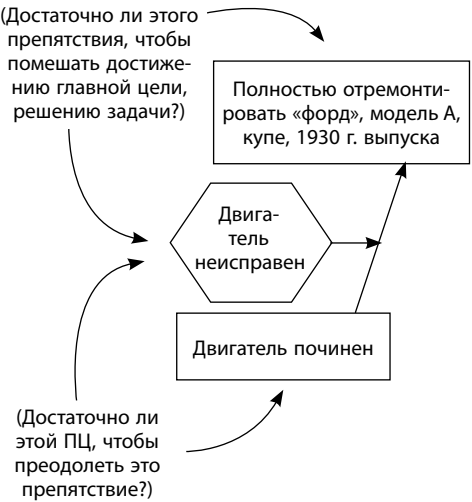 (Достаточно ли этого
препятствия, чтобы
помешать достиже-
нию главной цели,
решению задачи?)
Полностью отремонти-
ровать «форд», модель А,
купе, 1930 г. выпуска
Двига-
тель
неисправен
Двигатель починен
(Достаточно ли
этой ПЦ, чтобы
преодолеть это
препятствие?)